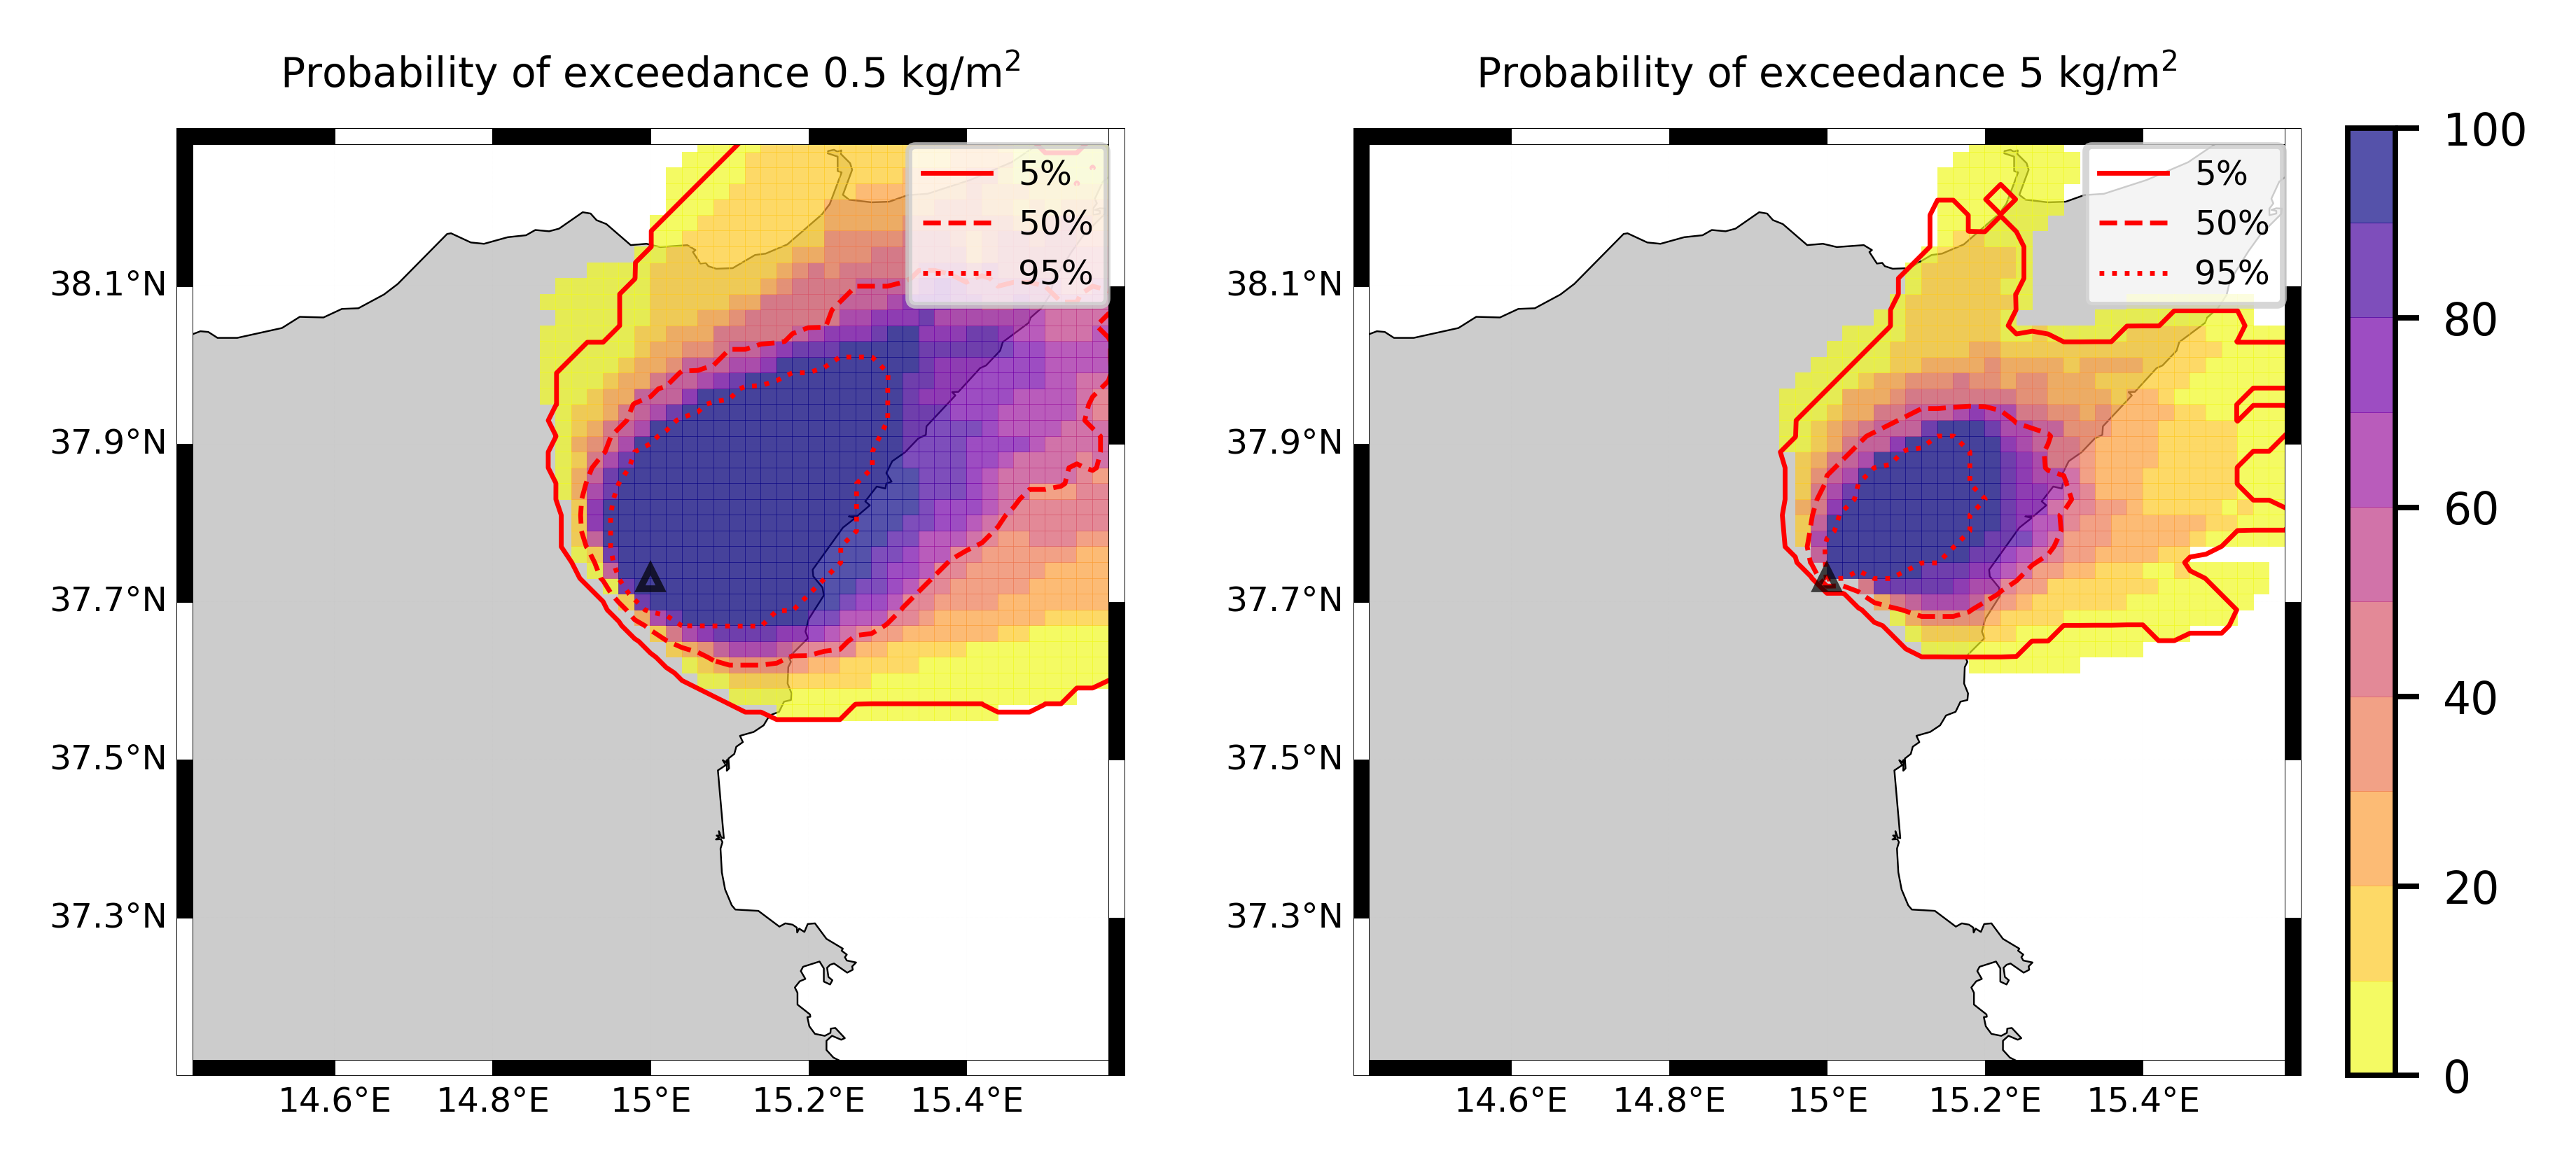 Probability of exceedance 0.5 kg/m²
5%
50%
95%
38.1°N
37.9°N
37.7°N
37.5°N
37.3°N
14.6°E 14.8°E 15°E 15.2°E 15.4°E
Probability of exceedance 5 kg/m²
5%
50%
95%
38.1°N
37.9°N
37.7°N
37.5°N
37.3°N
14.6°E 14.8°E 15°E 15.2°E 15.4°E
100
80
60
40
20
0